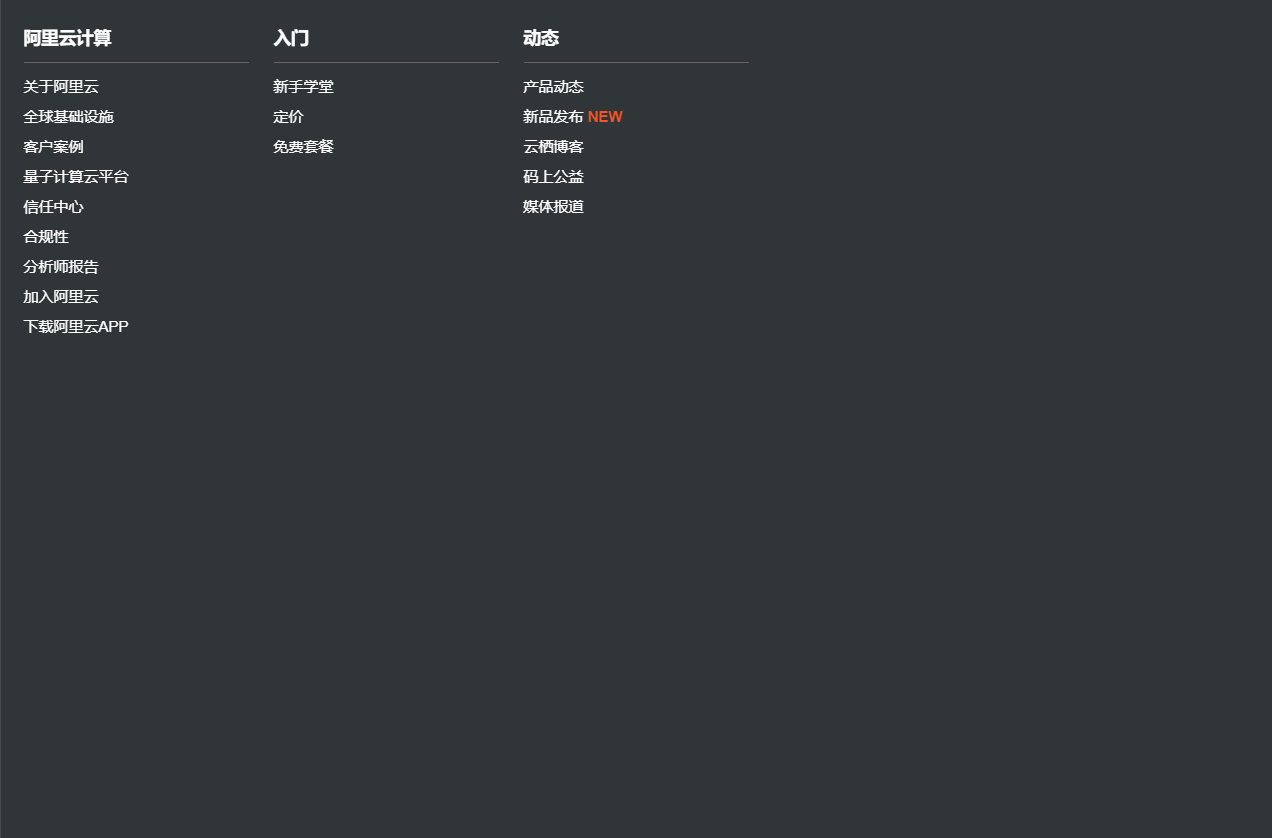 阿里云计算
关于阿里云
全球基础设施
客户案例
量子计算云平台
信任中心
合规性
分析师报告
加入阿里云
下载阿里云APP
入门
新手学堂
定价
免费套餐
动态
产品动态
新品发布 NEW
云栖博客
码上公益
媒体报道